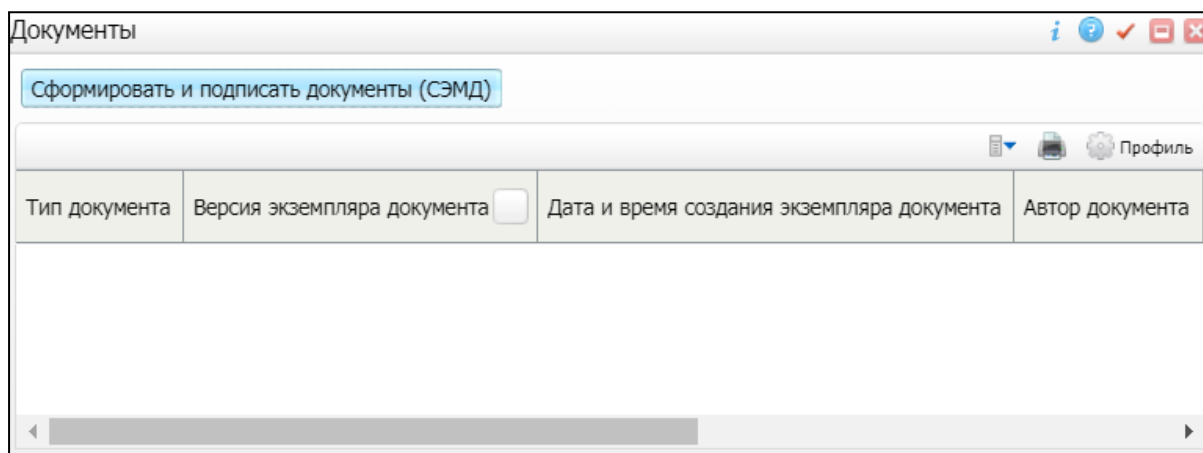 Документы
Сформировать и подписать документы (СЭМД)
Профиль
Тип документа Версия экземпляра документа Дата и время создания экземпляра документа Автор документа